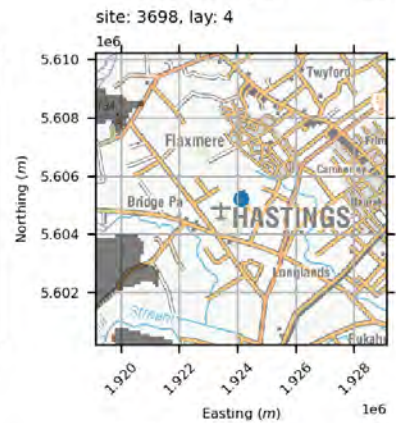 site: 3698, lay: 4
1e6
5.610
5.608
5.606
5.604
5.602
Northing (m)
Twyford
Flaxmere
Camberley
Bridge Pa
HASTINGS
Longlands
Stream
1.920
1.922
1.924
1.926
1.928
1e6
Easting (m)